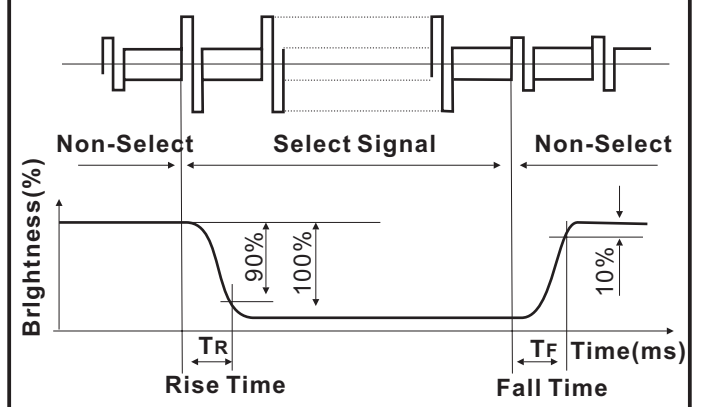 Non-Select Select Signal Non-Select
Brightness(%)
90%
100%
10%
TR
TF Time(ms)
Rise Time
Fall Time